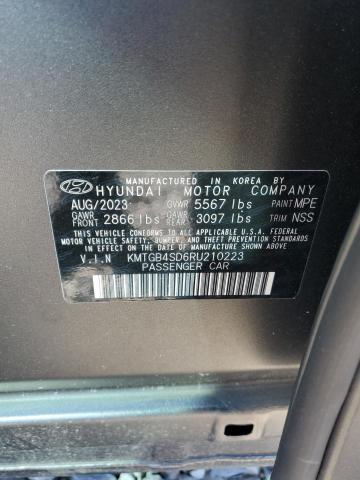 MANUFACTURED IN KOREA BY
HYUNDAI MOTOR COMPANY
AUG/2023 GVWR 5567 lbs PAINT MPE
GAWR FRONT 2866 lbs GAWR REAR 3097 lbs TRIM NSS
THIS VEHICLE CONFORMS TO ALL APPLICABLE U.S.A. FEDERAL
MOTOR VEHICLE SAFETY, BUMPER, AND THEFT PREVENTION STANDARDS
IN EFFECT ON THE DATE OF MANUFACTURE SHOWN ABOVE.
V.I.N KMTGB4SD6RU210223
PASSENGER CAR